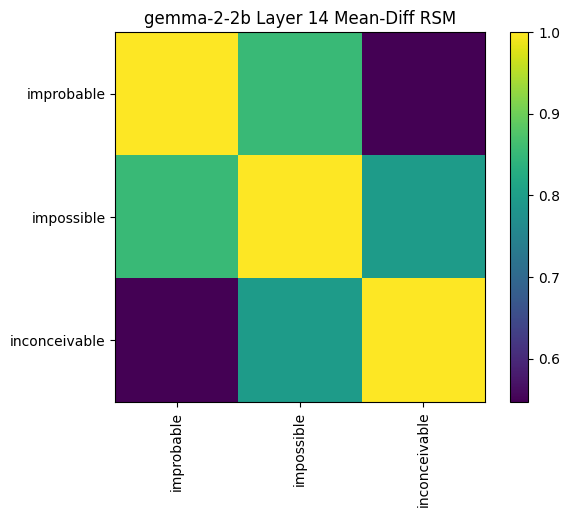 gemma-2-2b Layer 14 Mean-Diff RSM
improbable
impossible
inconceivable
improbable
impossible
inconceivable
1.0
0.9
0.8
0.7
0.6